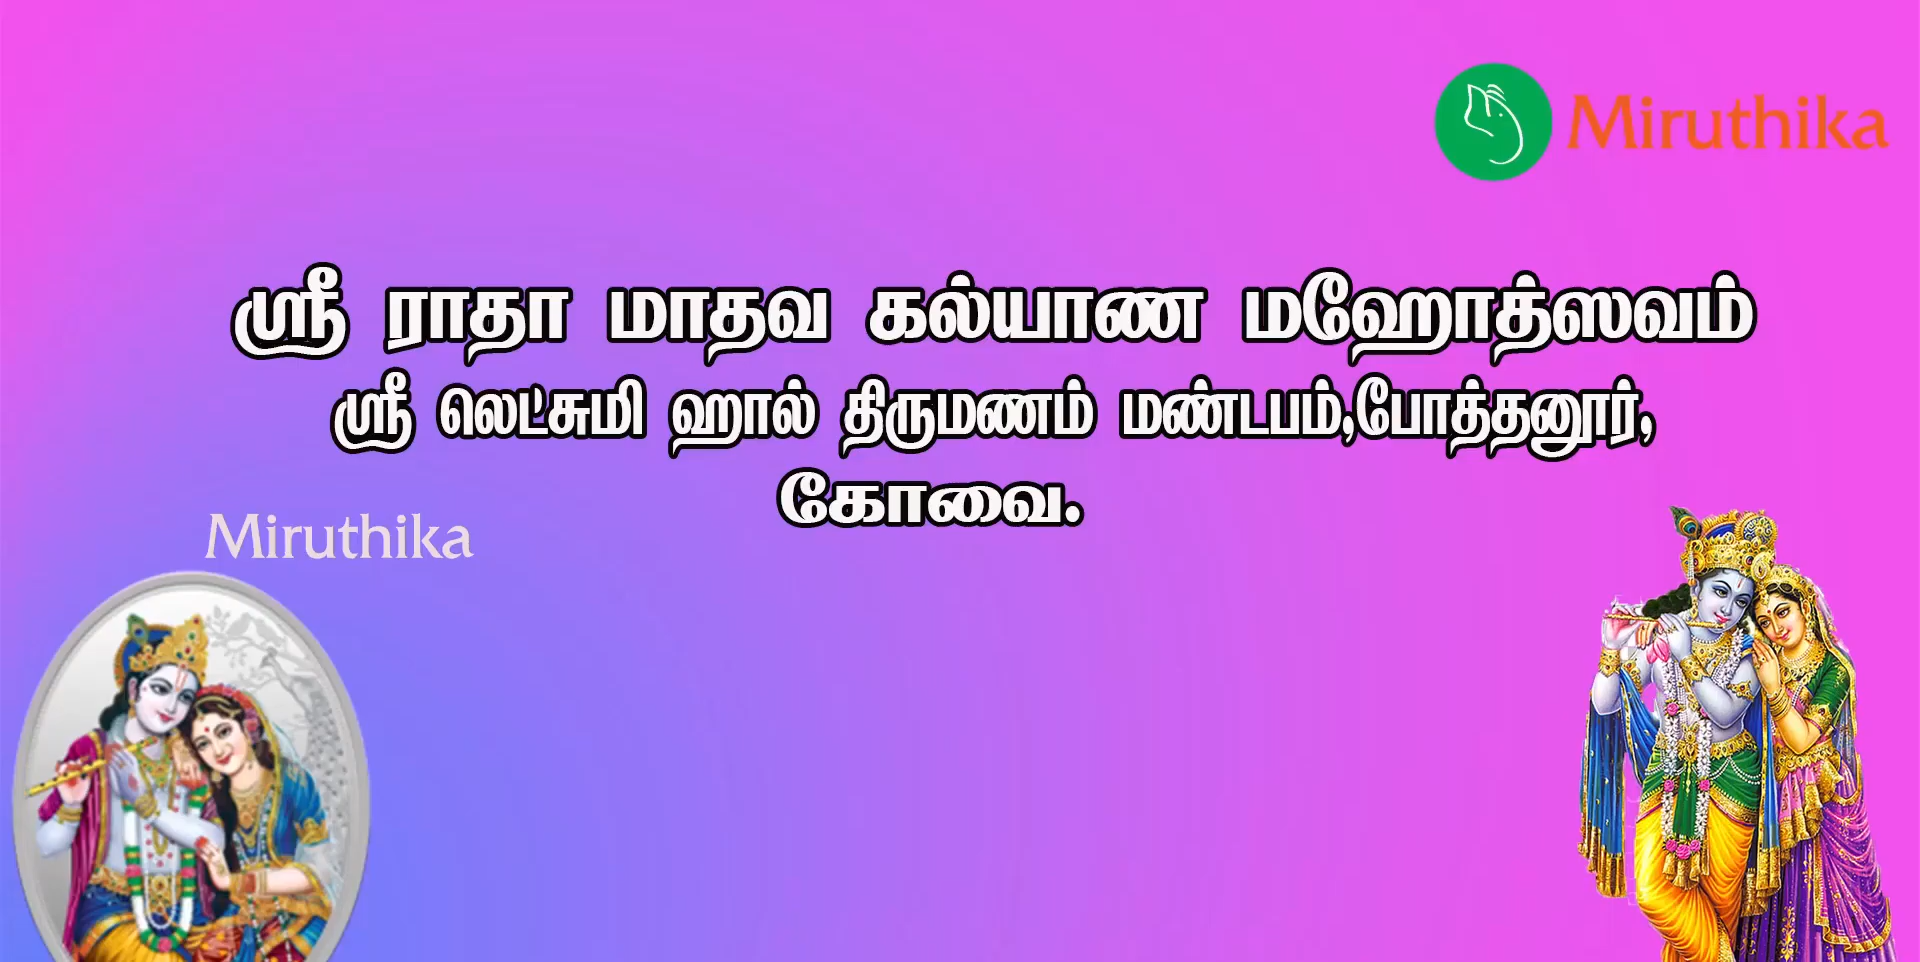 Miruthika
ஸ்ரீ ராதா மாதவ கல்யாண மஹோத்ஸவம்
ஸ்ரீ லெட்சுமி ஹால் திருமணம் மண்டபம்,போத்தனூர்,
கோவை.
Miruthika